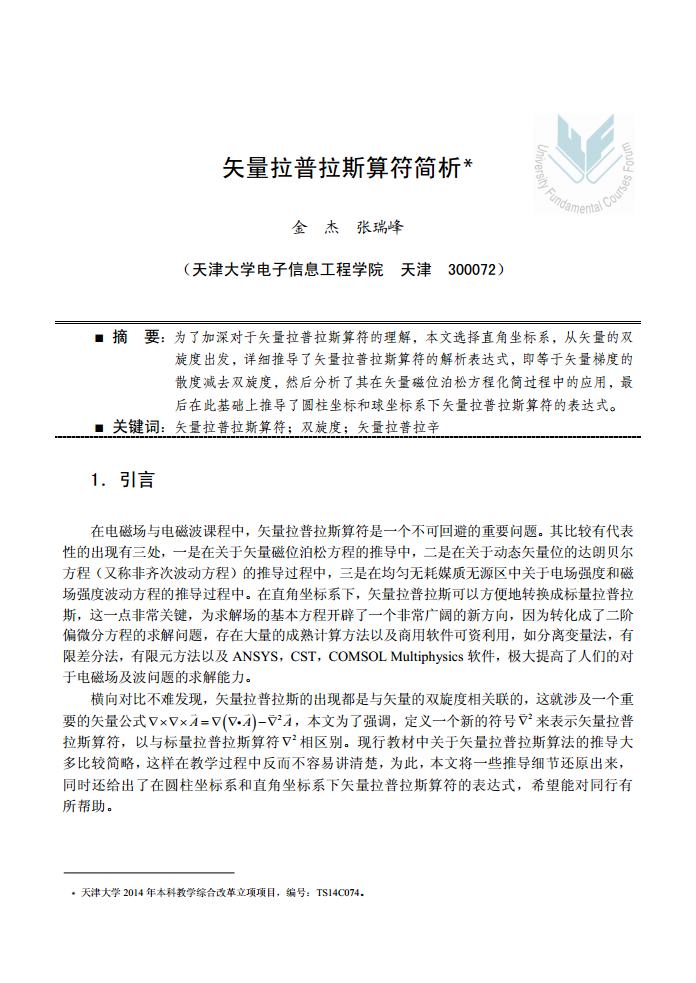 矢量拉普拉斯算符简析*
University Fundamental Courses Forum
金 杰 张瑞峰
（天津大学电子信息工程学院 天津 300072）
■ 摘 要：为了加深对于矢量拉普拉斯算符的理解，本文选择直角坐标系，从矢量的双
旋度出发，详细推导了矢量拉普拉斯算符的解析表达式，即等于矢量梯度的
散度减去双旋度，然后分析了其在矢量磁位泊松方程化简过程中的应用，最
后在此基础上推导了圆柱坐标和球坐标系下矢量拉普拉斯算符的表达式。
■ 关键词：矢量拉普拉斯算符；双旋度；矢量拉普拉辛
1．引言
在电磁场与电磁波课程中，矢量拉普拉斯算符是一个不可回避的重要问题。其比较有代表
性的出现有三处，一是在关于矢量磁位泊松方程的推导中，二是在关于动态矢量位的达朗贝尔
方程（又称非齐次波动方程）的推导过程中，三是在均匀无耗媒质无源区中关于电场强度和磁
场强度波动方程的推导过程中。在直角坐标系下，矢量拉普拉斯可以方便地转换成标量拉普拉
斯，这一点非常关键，为求解场的基本方程开辟了一个非常广阔的新方向，因为转化成了二阶
偏微分方程的求解问题，存在大量的成熟计算方法以及商用软件可资利用，如分离变量法，有
限差分法，有限元方法以及 ANSYS，CST，COMSOL Multiphysics 软件，极大提高了人们的对
于电磁场及波问题的求解能力。
横向对比不难发现，矢量拉普拉斯的出现都是与矢量的双旋度相关联的，这就涉及一个重
要的矢量公式 ∇×∇×A⃗=∇(∇•A⃗)−∇⃗²A⃗，本文为了强调，定义一个新的符号 ∇⃗² 来表示矢量拉普
拉斯算符，以与标量拉普拉斯算符 ∇² 相区别。现行教材中关于矢量拉普拉斯算法的推导大
多比较简略，这样在教学过程中反而不容易讲清楚，为此，本文将一些推导细节还原出来，
同时还给出了在圆柱坐标系和直角坐标系下矢量拉普拉斯算符的表达式，希望能对同行有
所帮助。
* 天津大学 2014 年本科教学综合改革立项项目，编号：TS14C074。